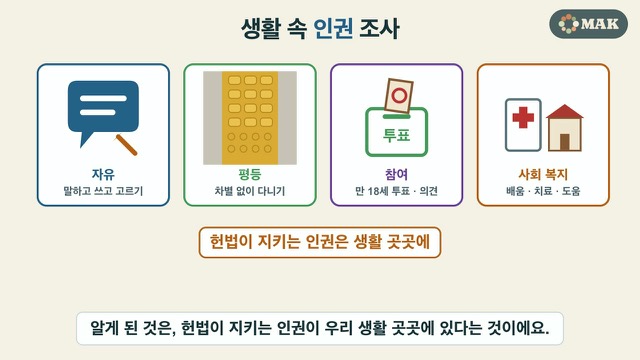 생활 속 인권 조사
MAK
투표
자유
말하고 쓰고 고르기
평등
차별 없이 다니기
참여
만 18세 투표 · 의견
사회 복지
배움 · 치료 · 도움
헌법이 지키는 인권은 생활 곳곳에
알게 된 것은, 헌법이 지키는 인권이 우리 생활 곳곳에 있다는 것이에요.